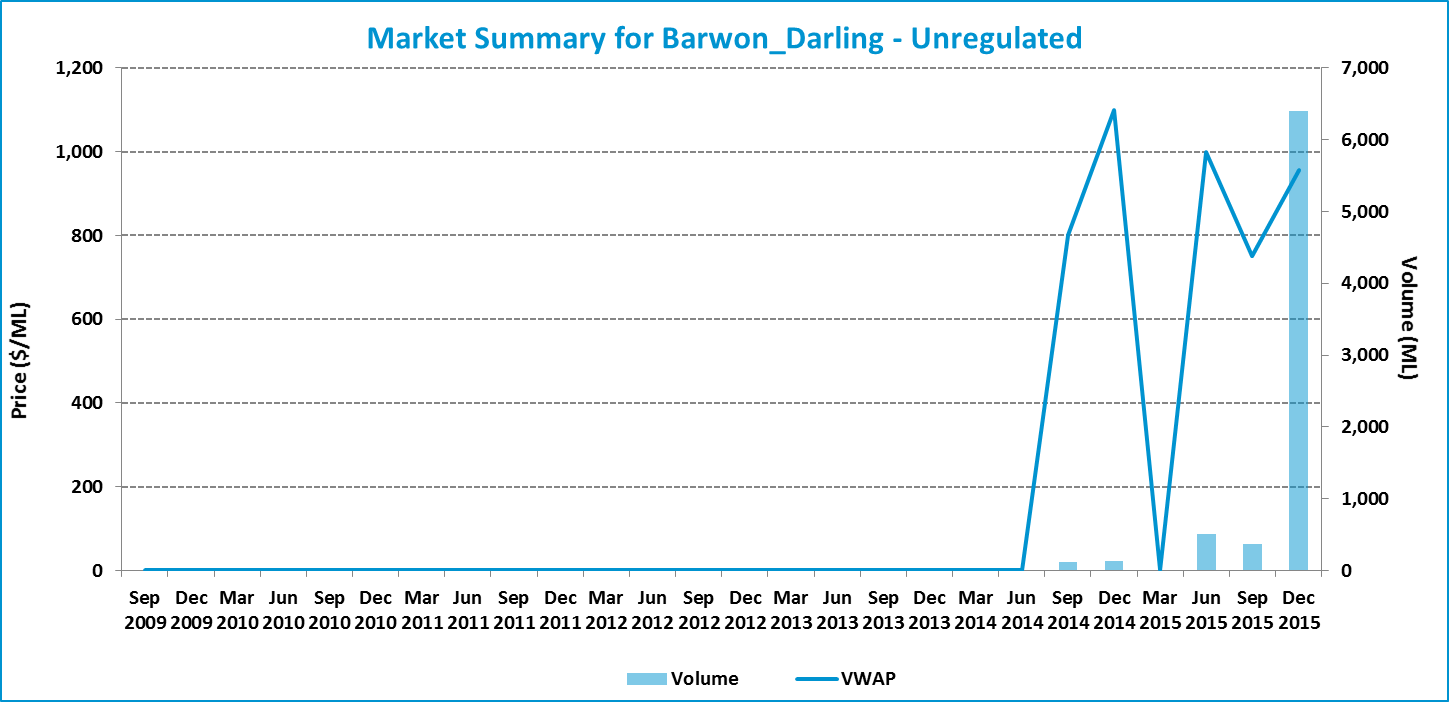 Market Summary for Barwon_Darling - Unregulated
1,200
1,000
800
600
400
200
0
Price ($/ML)
7,000
6,000
5,000
4,000
3,000
2,000
1,000
0
Volume (ML)
Sep Dec Mar Jun Sep Dec Mar Jun Sep Dec Mar Jun Sep Dec Mar Jun Sep Dec Mar Jun Sep Dec Mar Jun Sep Dec
2009 2009 2010 2010 2010 2010 2011 2011 2011 2011 2012 2012 2012 2012 2013 2013 2013 2013 2014 2014 2014 2014 2015 2015 2015 2015
Volume VWAP